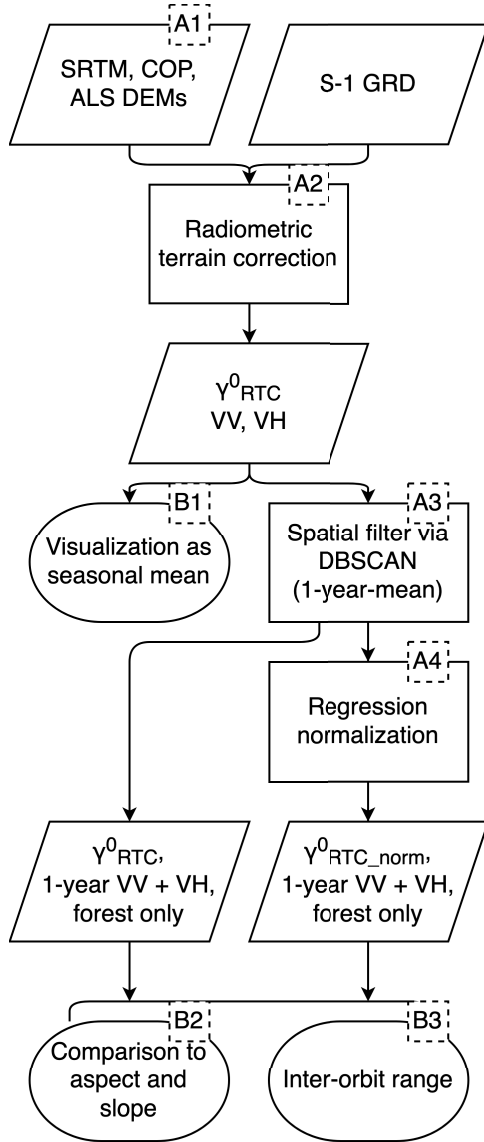 A1
SRTM, COP,
ALS DEMs
S-1 GRD
A2
Radiometric
terrain correction
γ⁰RTC
VV, VH
B1
Visualization as
seasonal mean
A3
Spatial filter via
DBSCAN
(1-year-mean)
A4
Regression
normalization
γ⁰RTC,
1-year VV + VH,
forest only
γ⁰RTC_norm,
1-year VV + VH,
forest only
B2
Comparison to
aspect and
slope
B3
Inter-orbit range